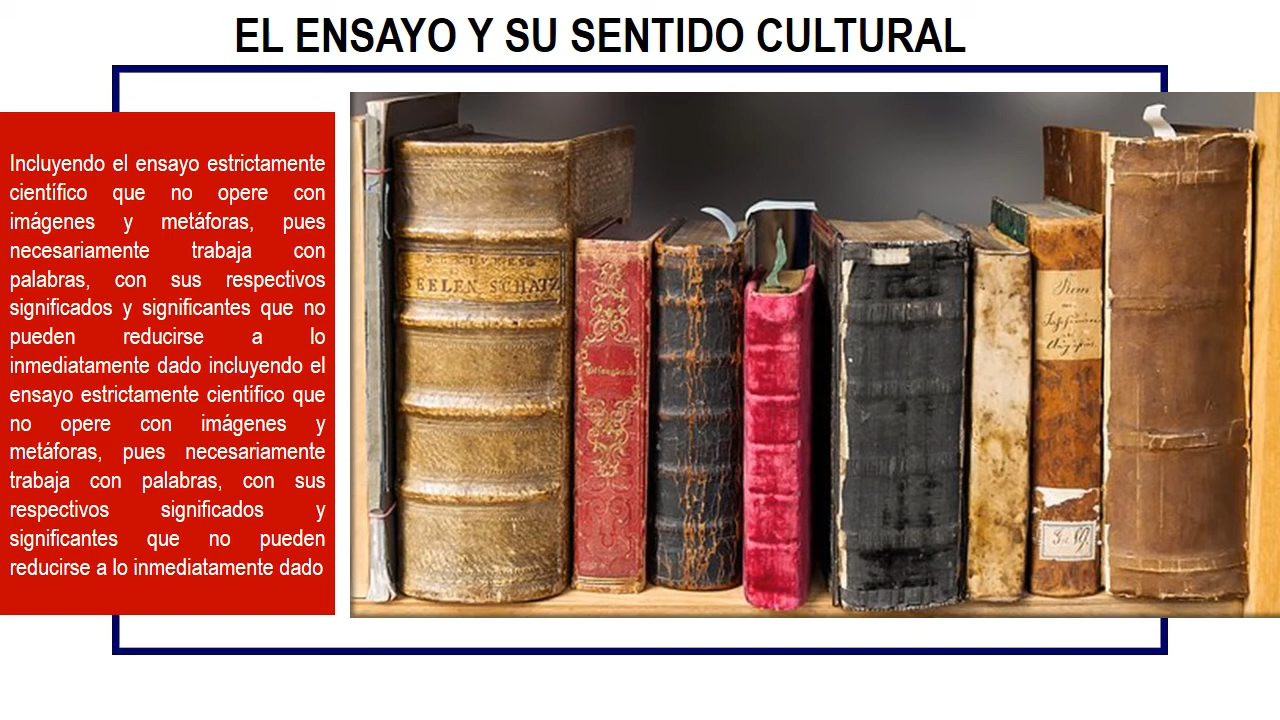 EL ENSAYO Y SU SENTIDO CULTURAL
Incluyendo el ensayo estrictamente
científico que no opere con
imágenes y metáforas, pues
necesariamente trabaja con
palabras, con sus respectivos
significados y significantes que no
pueden reducirse a lo
inmediatamente dado incluyendo el
ensayo estrictamente científico que
no opere con imágenes y
metáforas, pues necesariamente
trabaja con palabras, con sus
respectivos significados y
significantes que no pueden
reducirse a lo inmediatamente dado
SEELEN SCHATZ